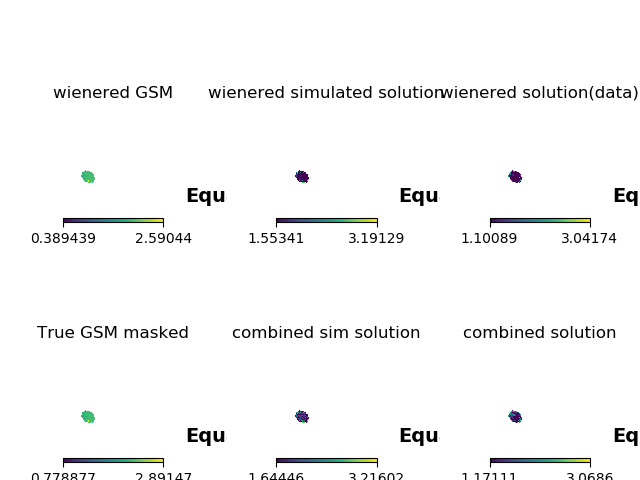 wienered GSM
wienered simulated solution
wienered solution(data)
Equ
Equ
Eq
0.389439 2.59044
1.55341 3.19129
1.10089 3.04174
True GSM masked
combined sim solution
combined solution
Equ
Equ
Eq
0.778877 2.89147
1.64446 3.21602
1.17111 3.0686